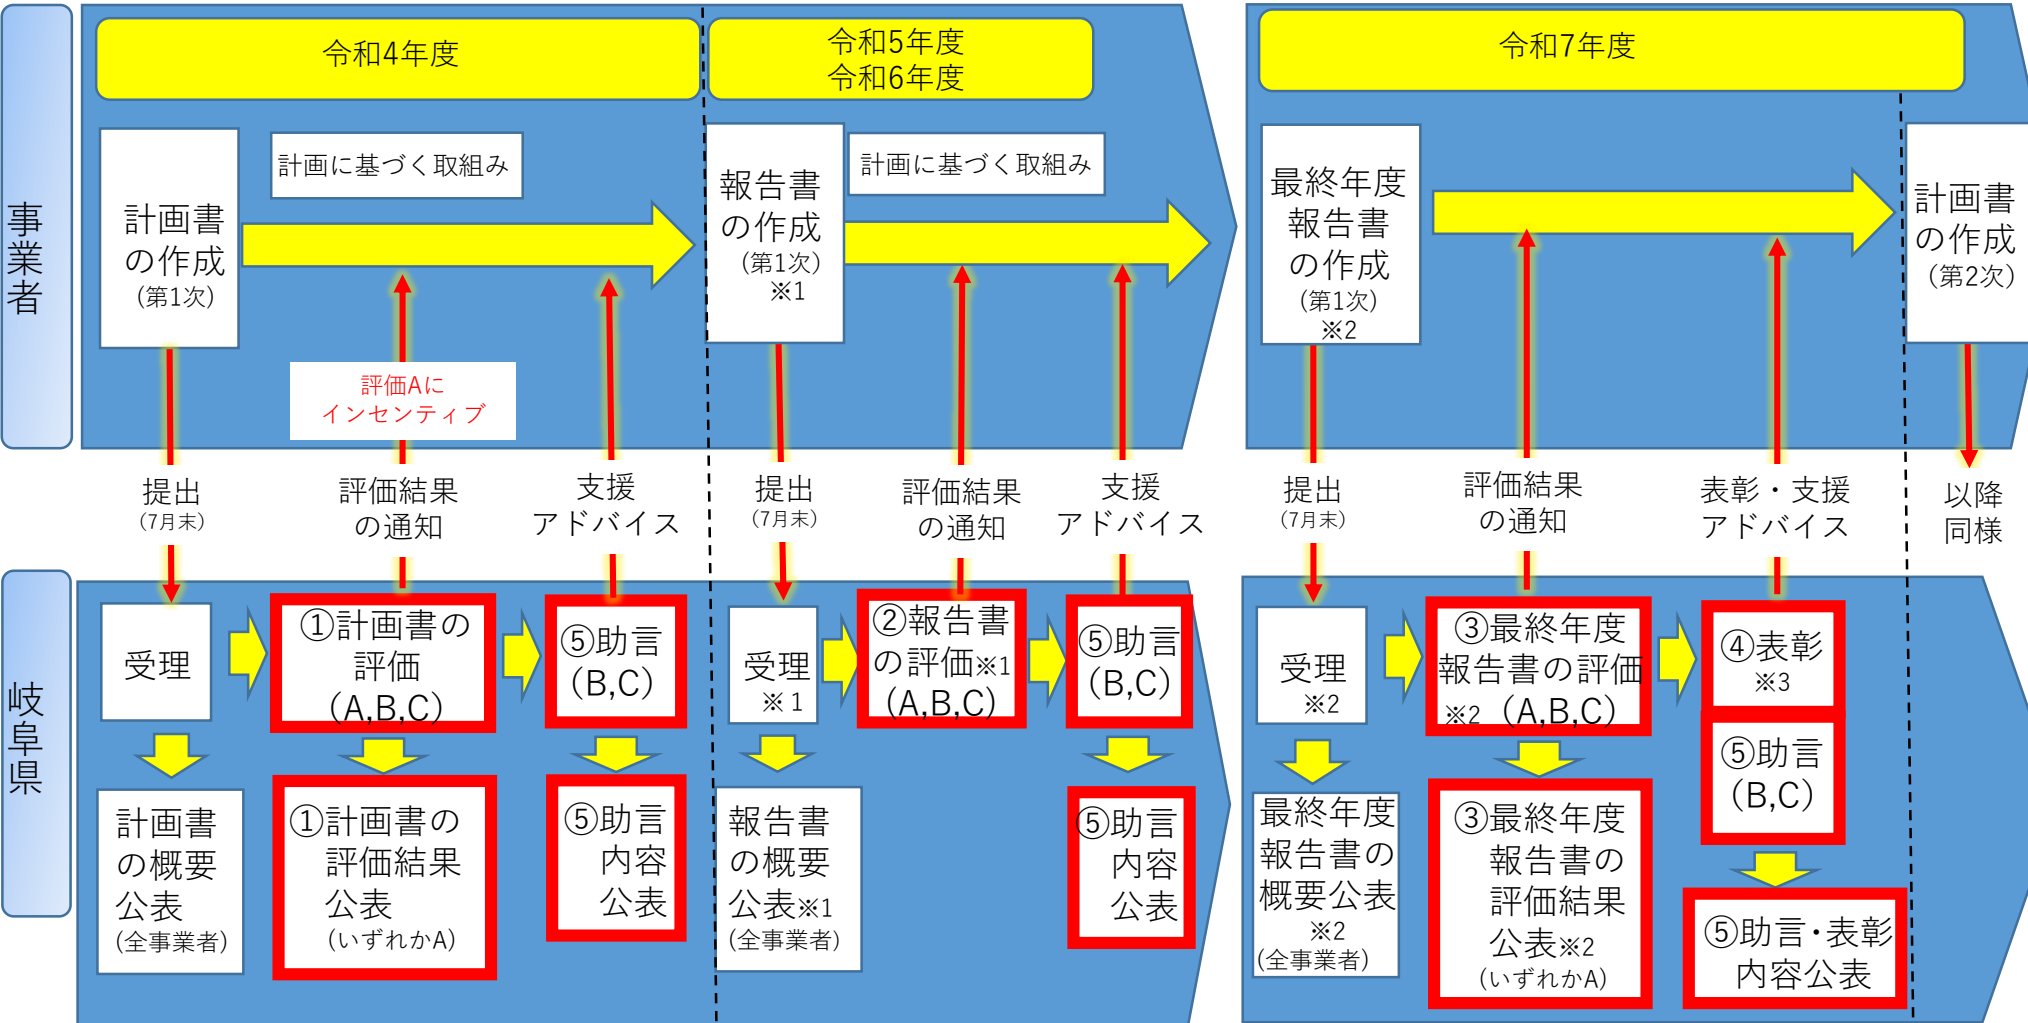 事業者
令和4年度
計画書
の作成
(第1次)
計画に基づく取組み
評価Aに
インセンティブ
令和5年度
令和6年度
報告書
の作成
(第1次)
※1
計画に基づく取組み
令和7年度
最終年度
報告書
の作成
(第1次)
※2
計画書
の作成
(第2次)
提出
(7月末)
評価結果
の通知
支援
アドバイス
提出
(7月末)
評価結果
の通知
支援
アドバイス
提出
(7月末)
評価結果
の通知
表彰・支援
アドバイス
以降
同様
岐阜県
受理
①計画書の
評価
(A,B,C)
⑤助言
(B,C)
計画書
の概要
公表
(全事業者)
①計画書の
評価結果
公表
(いずれかA)
⑤助言
内容
公表
受理
※1
②報告書
の評価※1
(A,B,C)
⑤助言
(B,C)
報告書
の概要
公表※1
(全事業者)
⑤助言
内容
公表
受理
※2
③最終年度
報告書の評価
※2 (A,B,C)
④表彰
※3
⑤助言
(B,C)
最終年度
報告書の
概要公表
※2
(全事業者)
③最終年度
報告書の
評価結果
公表※2
(いずれかA)
⑤助言･表彰
内容公表